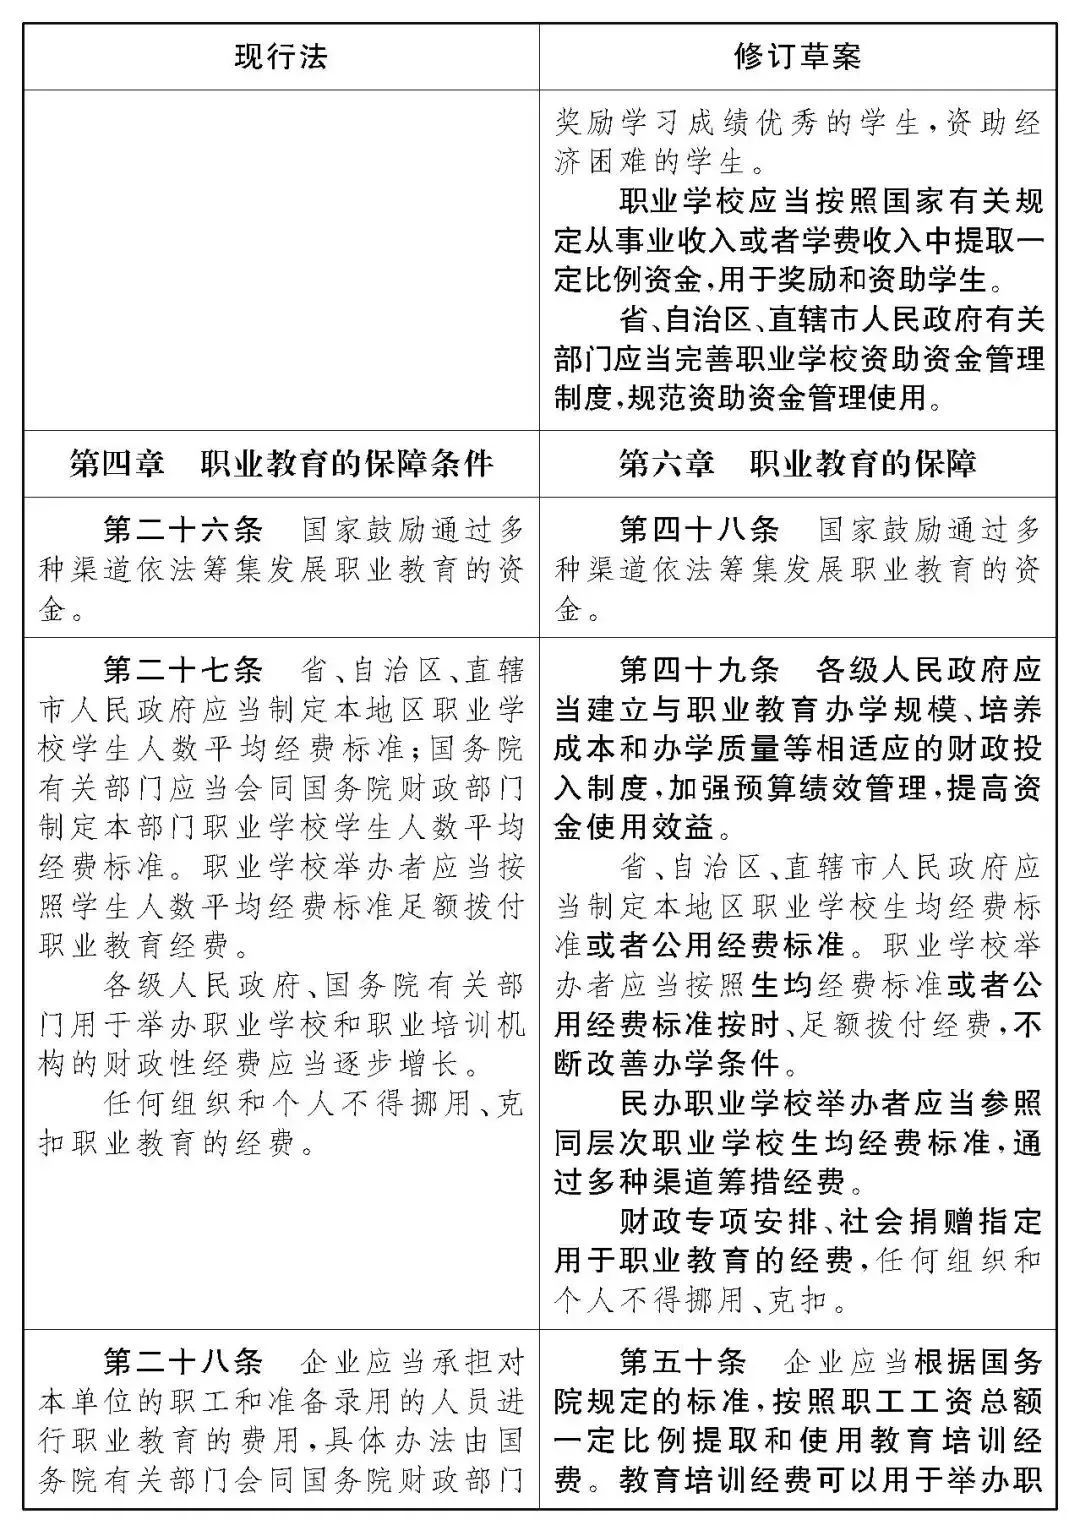 现行法
修订草案
奖励学习成绩优秀的学生，资助经
济困难的学生。
职业学校应当按照国家有关规
定从事业收入或者学费收入中提取一
定比例资金，用于奖励和资助学生。
省、自治区、直辖市人民政府有关
部门应当完善职业学校资助资金管理
制度，规范资助资金管理使用。
第四章　职业教育的保障条件
第六章　职业教育的保障
第二十六条　国家鼓励通过多
种渠道依法筹集发展职业教育的资
金。
第四十八条　国家鼓励通过多
种渠道依法筹集发展职业教育的资
金。
第二十七条　省、自治区、直辖
市人民政府应当制定本地区职业学
校学生人数平均经费标准；国务院
有关部门应当会同国务院财政部门
制定本部门职业学校学生人数平均
经费标准。职业学校举办者应当按
照学生人数平均经费标准足额拨付
职业教育经费。
各级人民政府、国务院有关部
门用于举办职业学校和职业培训机
构的财政性经费应当逐步增长。
任何组织和个人不得挪用、克
扣职业教育的经费。
第四十九条　各级人民政府应
当建立与职业教育办学规模、培养
成本和办学质量等相适应的财政投
入制度，加强预算绩效管理，提高资
金使用效益。
省、自治区、直辖市人民政府应
当制定本地区职业学校生均经费标
准或者公用经费标准。职业学校举
办者应当按照生均经费标准或者公
用经费标准按时、足额拨付经费，不
断改善办学条件。
民办职业学校举办者应当参照
同层次职业学校生均经费标准，通
过多种渠道筹措经费。
财政专项安排、社会捐赠指定
用于职业教育的经费，任何组织和
个人不得挪用、克扣。
第二十八条　企业应当承担对
本单位的职工和准备录用的人员进
行职业教育的费用，具体办法由国
务院有关部门会同国务院财政部门
第五十条　企业应当根据国务
院规定的标准，按照职工工资总额
一定比例提取和使用教育培训经
费。教育培训经费可以用于举办职